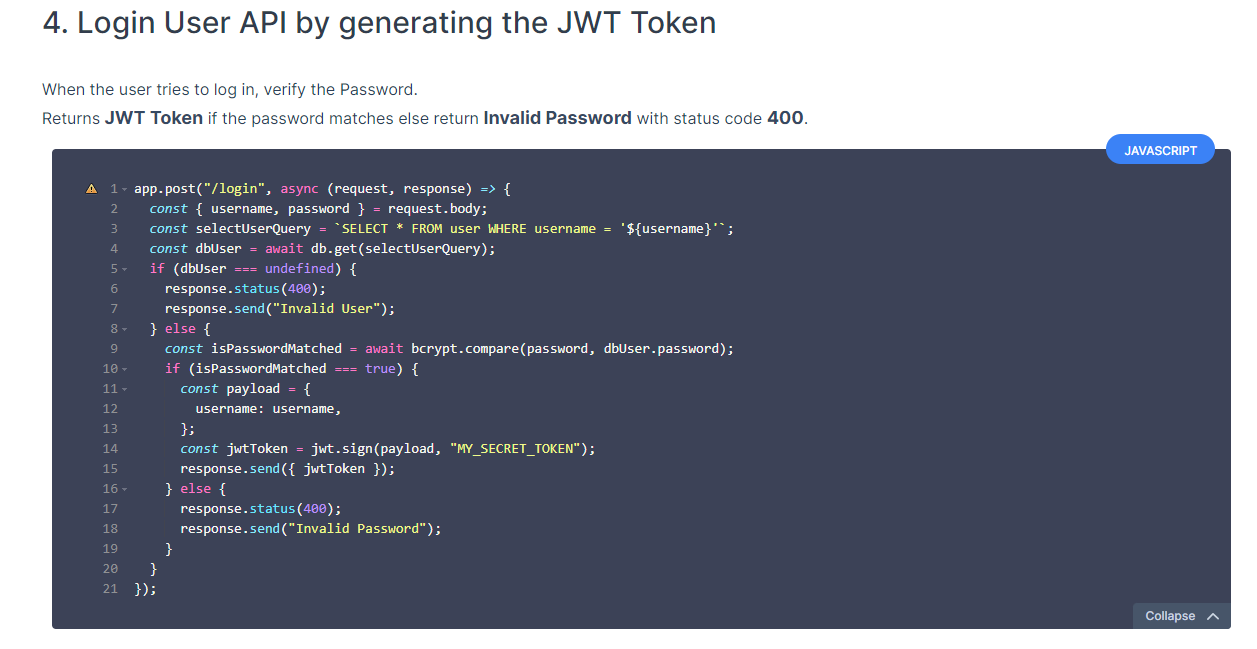 4. Login User API by generating the JWT Token
When the user tries to log in, verify the Password.
Returns JWT Token if the password matches else return Invalid Password with status code 400.
JAVASCRIPT
1 app.post("/login", async (request, response) => {
2   const { username, password } = request.body;
3   const selectUserQuery = `SELECT * FROM user WHERE username = '${username}'`;
4   const dbUser = await db.get(selectUserQuery);
5   if (dbUser === undefined) {
6     response.status(400);
7     response.send("Invalid User");
8   } else {
9     const isPasswordMatched = await bcrypt.compare(password, dbUser.password);
10     if (isPasswordMatched === true) {
11       const payload = {
12         username: username,
13       };
14       const jwtToken = jwt.sign(payload, "MY_SECRET_TOKEN");
15       response.send({ jwtToken });
16     } else {
17       response.status(400);
18       response.send("Invalid Password");
19     }
20   }
21 });
Collapse